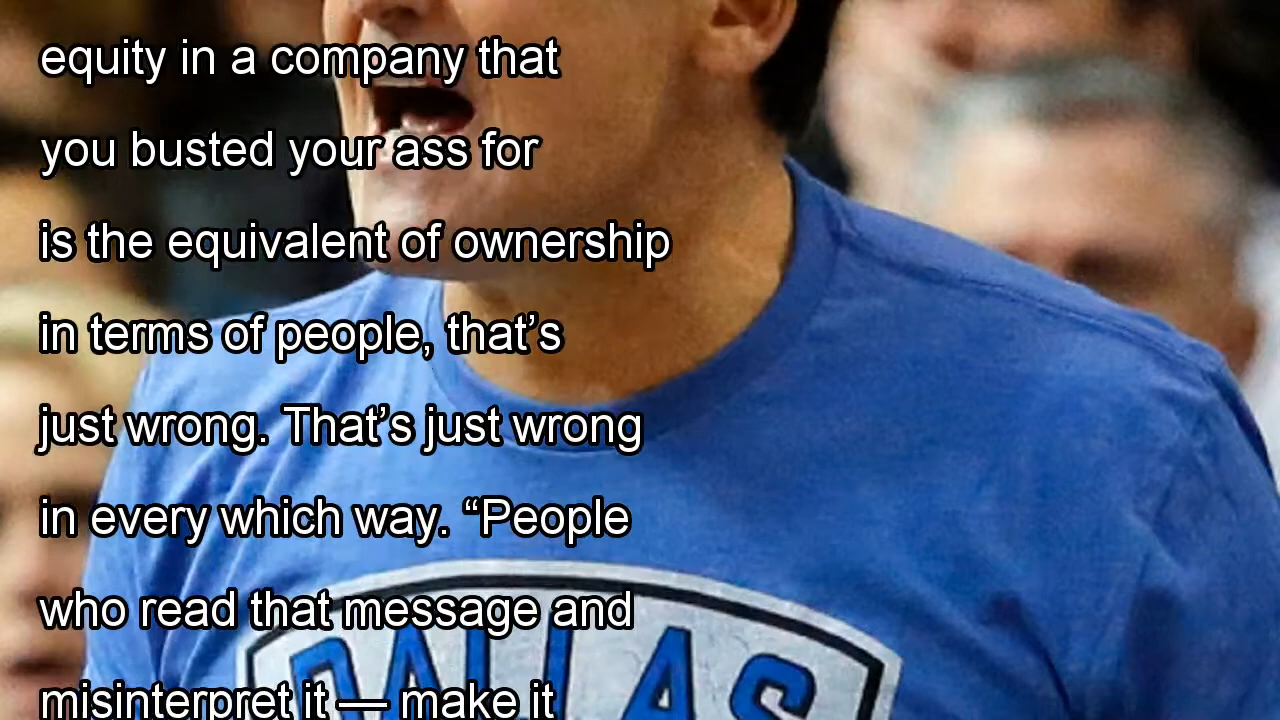 equity in a company that
you busted your ass for
is the equivalent of ownership
in terms of people, that’s
just wrong. That’s just wrong
in every which way. “People
who read that message and
misinterpret it — make it
DALLAS